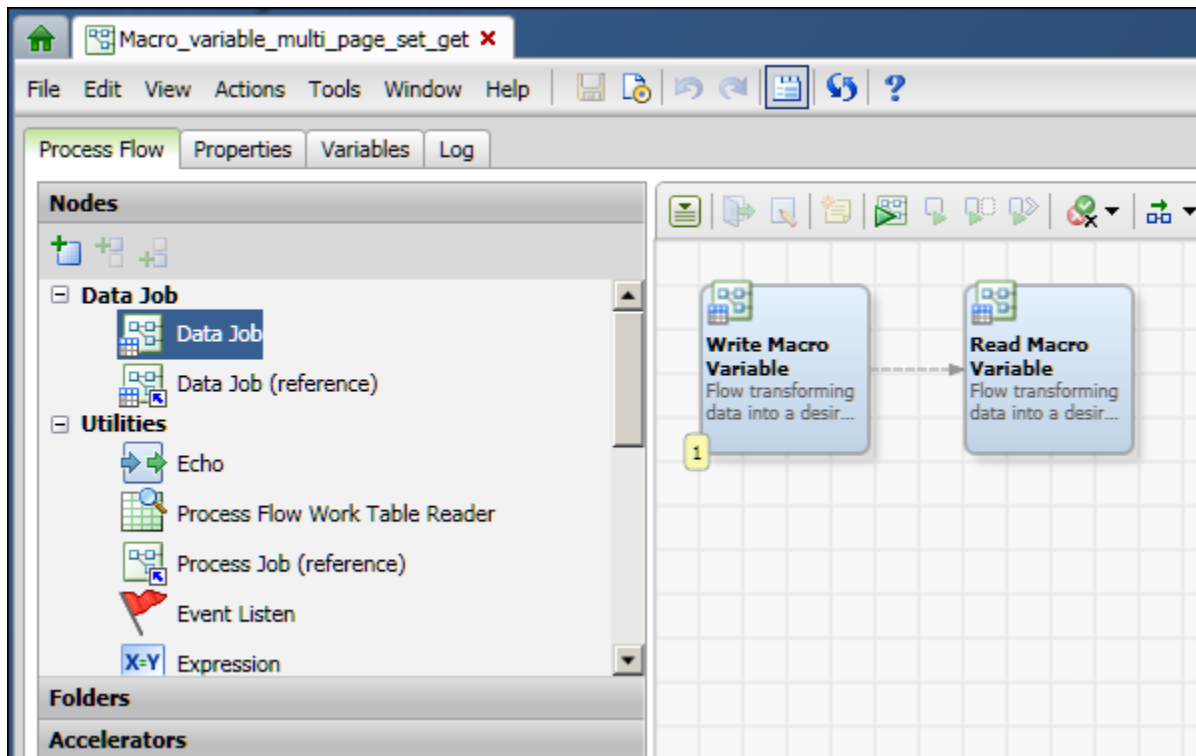 Macro_variable_multi_page_set_get
File Edit View Actions Tools Window Help
Process Flow Properties Variables Log
Nodes
Data Job
Data Job
Data Job (reference)
Utilities
Echo
Process Flow Work Table Reader
Process Job (reference)
Event Listen
X=Y Expression
Folders
Accelerators
Write Macro
Variable
Flow transforming
data into a desir...
1
Read Macro
Variable
Flow transforming
data into a desir...